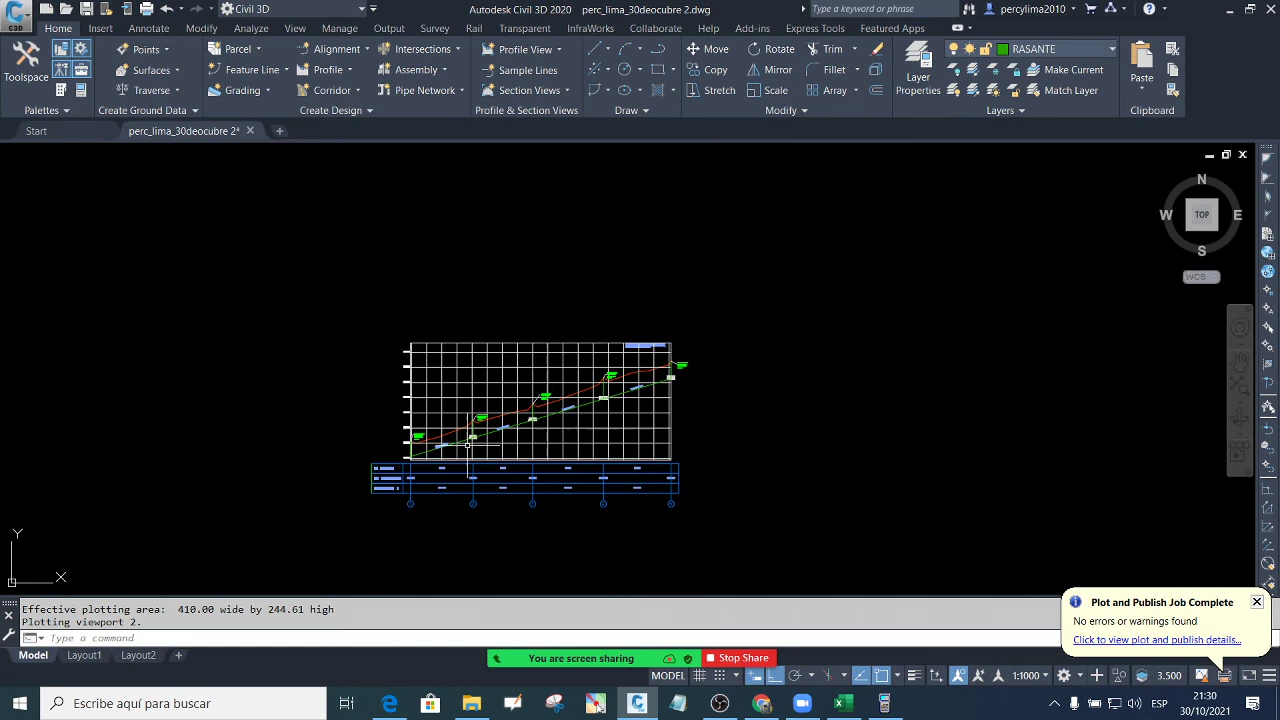 Civil 3D
Autodesk Civil 3D 2022 perc_lima_30deocubre 2.dwg
Type a keyword or phrase
percylima2010
Home Insert Annotate Modify Analyze View Manage Output Survey Rail Transparent InfraWorks Collaborate Add-ins Express Tools Featured Apps
Toolspace
Palettes
Points
Surfaces
Traverse
Create Ground Data
Parcel
Feature Line
Grading
Alignment
Profile
Corridor
Intersections
Assembly
Pipe Network
Create Design
Profile View
Sample Lines
Section Views
Profile & Section Views
Draw
Move
Copy
Stretch
Rotate
Mirror
Scale
Trim
Fillet
Array
Modify
Layer
Properties
RASANTE
Make Current
Match Layer
Layers
Paste
Clipboard
Start
perc_lima_30deocubre 2*
N
W
TOP
E
S
WCS
Y
X
Effective plotting area: 410.00 wide by 244.61 high
Plotting viewport 2.
Type a command
Plot and Publish Job Complete
No errors or warnings found
Click to view plot and publish details...
Model Layout1 Layout2
You are screen sharing
Stop Share
MODEL
1:1000
3.500
Escribe aquí para buscar
ESP
21:30
30/10/2021